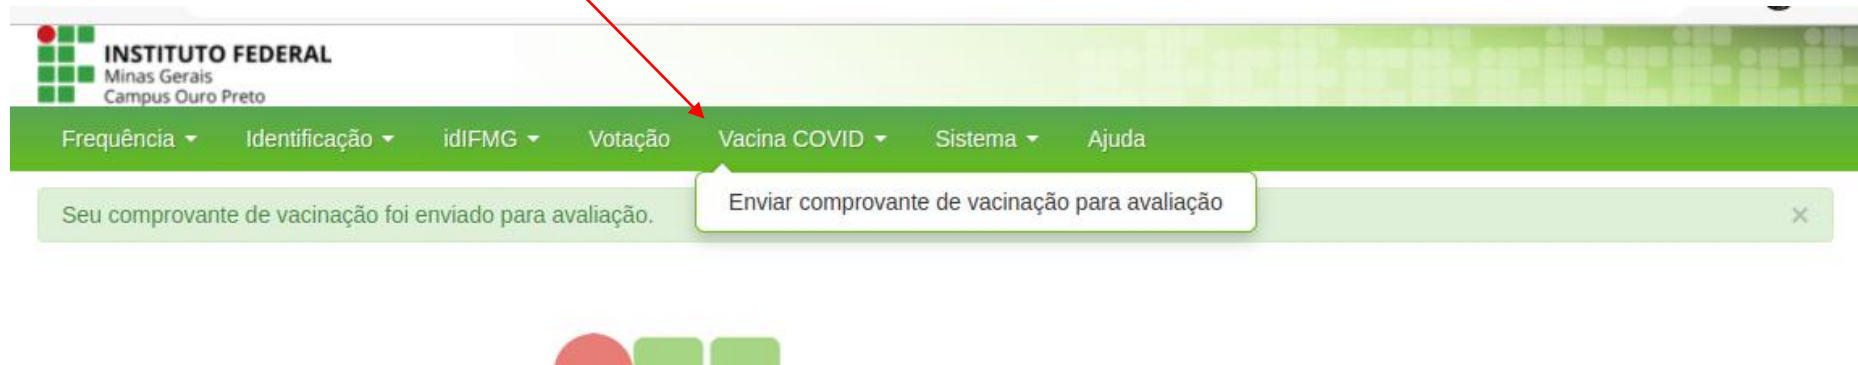 INSTITUTO FEDERAL
Minas Gerais
Campus Ouro Preto
Frequência Identificação idIFMG Votação Vacina COVID Sistema Ajuda
Enviar comprovante de vacinação para avaliação
Seu comprovante de vacinação foi enviado para avaliação. ×